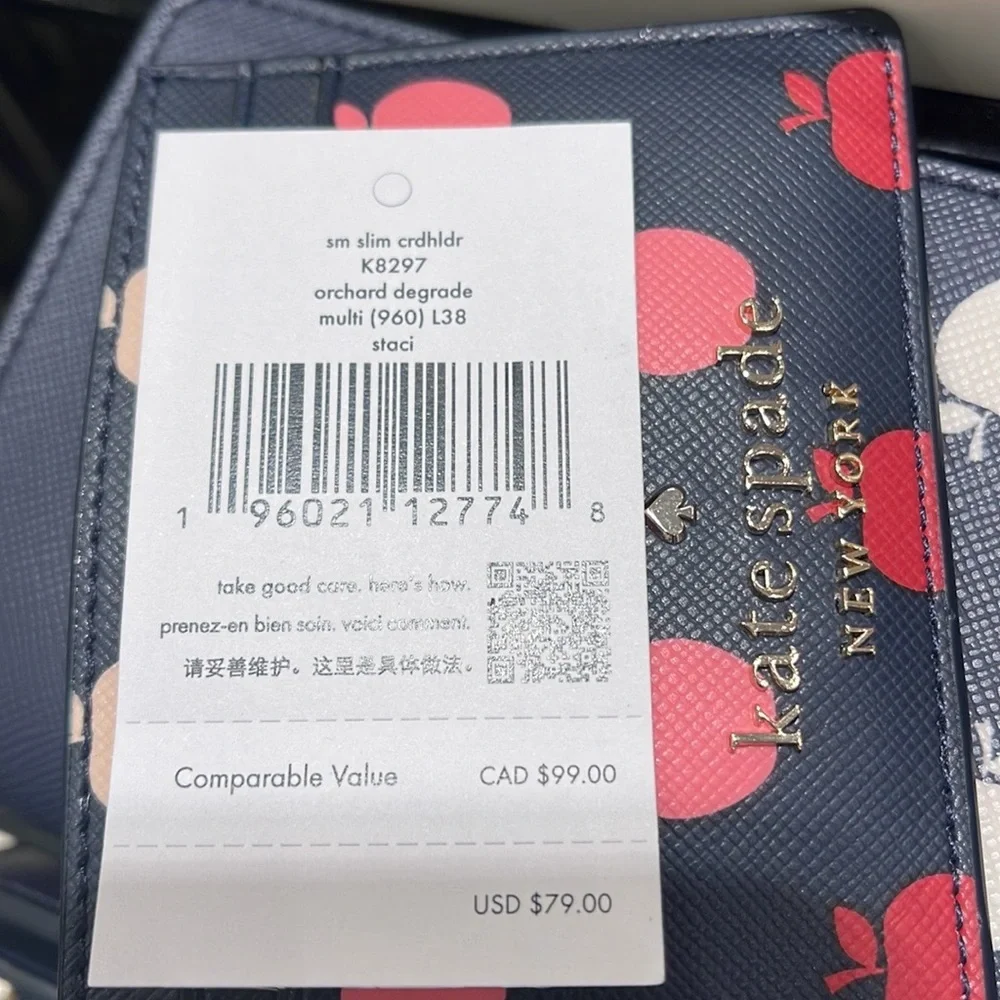 sm slim crdhldr
K8297
orchard degrade
multi (960) L38
staci
1 96021 12774 8
take good care. here's how.
prenez-en bien soin. voici comment.
请妥善维护。这里是具体做法。
Comparable Value CAD $99.00
USD $79.00
kate spade
NEW YORK